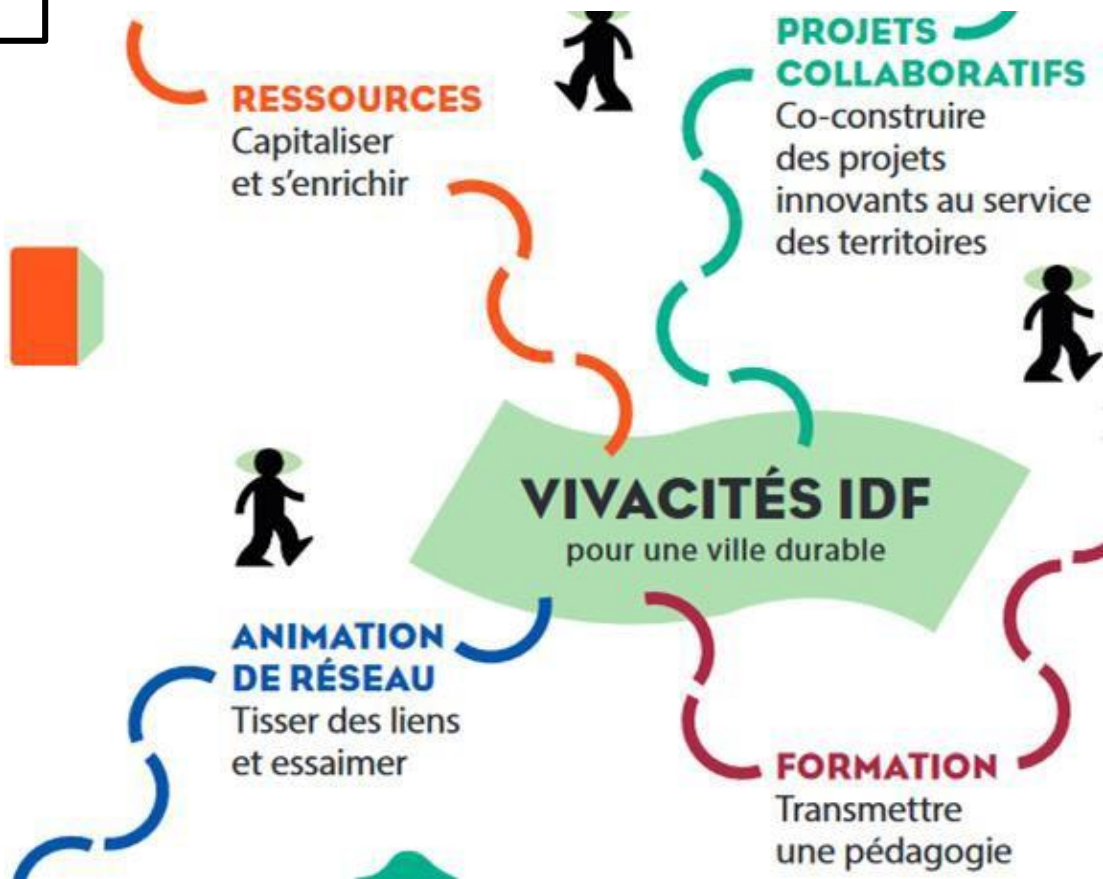 RESSOURCES
Capitaliser
et s’enrichir
PROJETS
COLLABORATIFS
Co-construire
des projets
innovants au service
des territoires
VIVACITÉS IDF
pour une ville durable
ANIMATION
DE RÉSEAU
Tisser des liens
et essaimer
FORMATION
Transmettre
une pédagogie